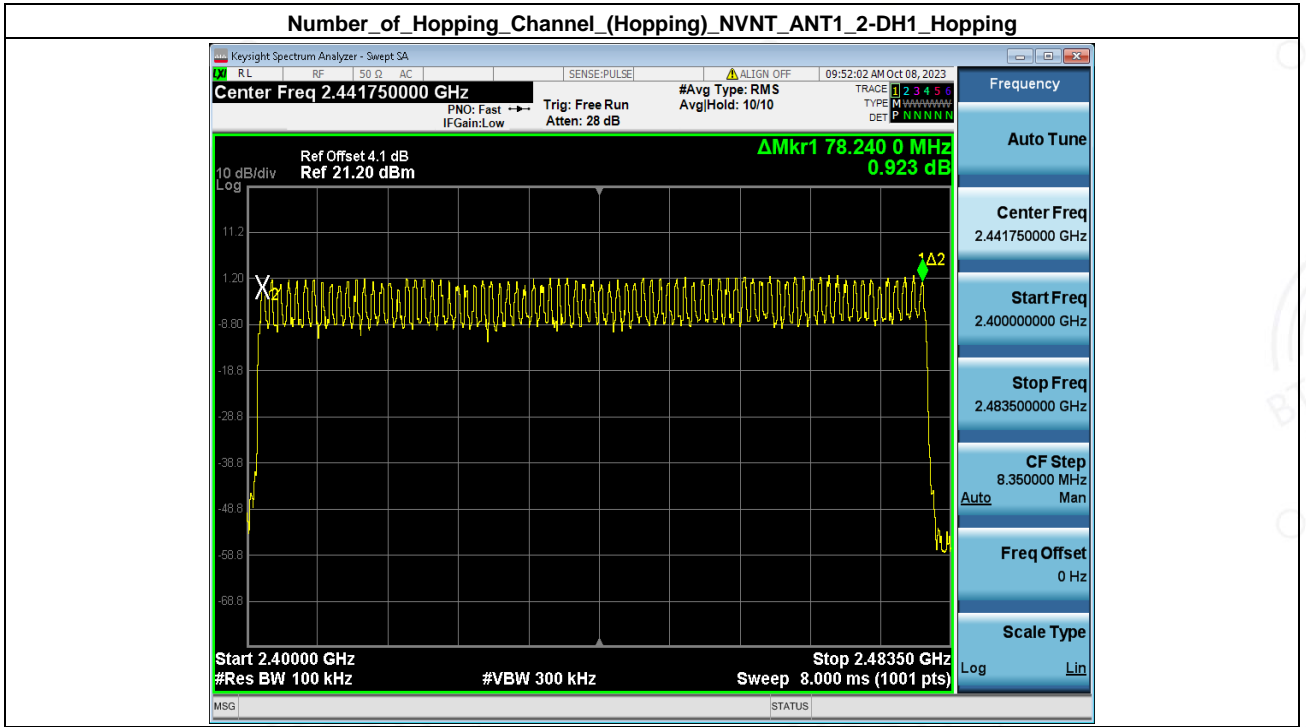 Number_of_Hopping_Channel_(Hopping)_NVNT_ANT1_2-DH1_Hopping
Keysight Spectrum Analyzer - Swept SA
LXI RL RF 50 Ω AC SENSE:PULSE ALIGN OFF 09:52:02 AM Oct 08, 2023
Center Freq 2.441750000 GHz
PNO: Fast
IFGain:Low
Trig: Free Run
Atten: 28 dB
#Avg Type: RMS
Avg|Hold: 10/10
TRACE 1 2 3 4 5 6
TYPE M WWWWW
DET P N N N N N
ΔMkr1 78.240 0 MHz
0.923 dB
Ref Offset 4.1 dB
10 dB/div Ref 21.20 dBm
Log
11.2
1.20
-8.80
-18.8
-28.8
-38.8
-48.8
-58.8
-68.8
X2
1Δ2
Start 2.40000 GHz Stop 2.48350 GHz
#Res BW 100 kHz #VBW 300 kHz Sweep 8.000 ms (1001 pts)
MSG STATUS
Frequency
Auto Tune
Center Freq
2.441750000 GHz
Start Freq
2.400000000 GHz
Stop Freq
2.483500000 GHz
CF Step
8.350000 MHz
Auto Man
Freq Offset
0 Hz
Scale Type
Log Lin